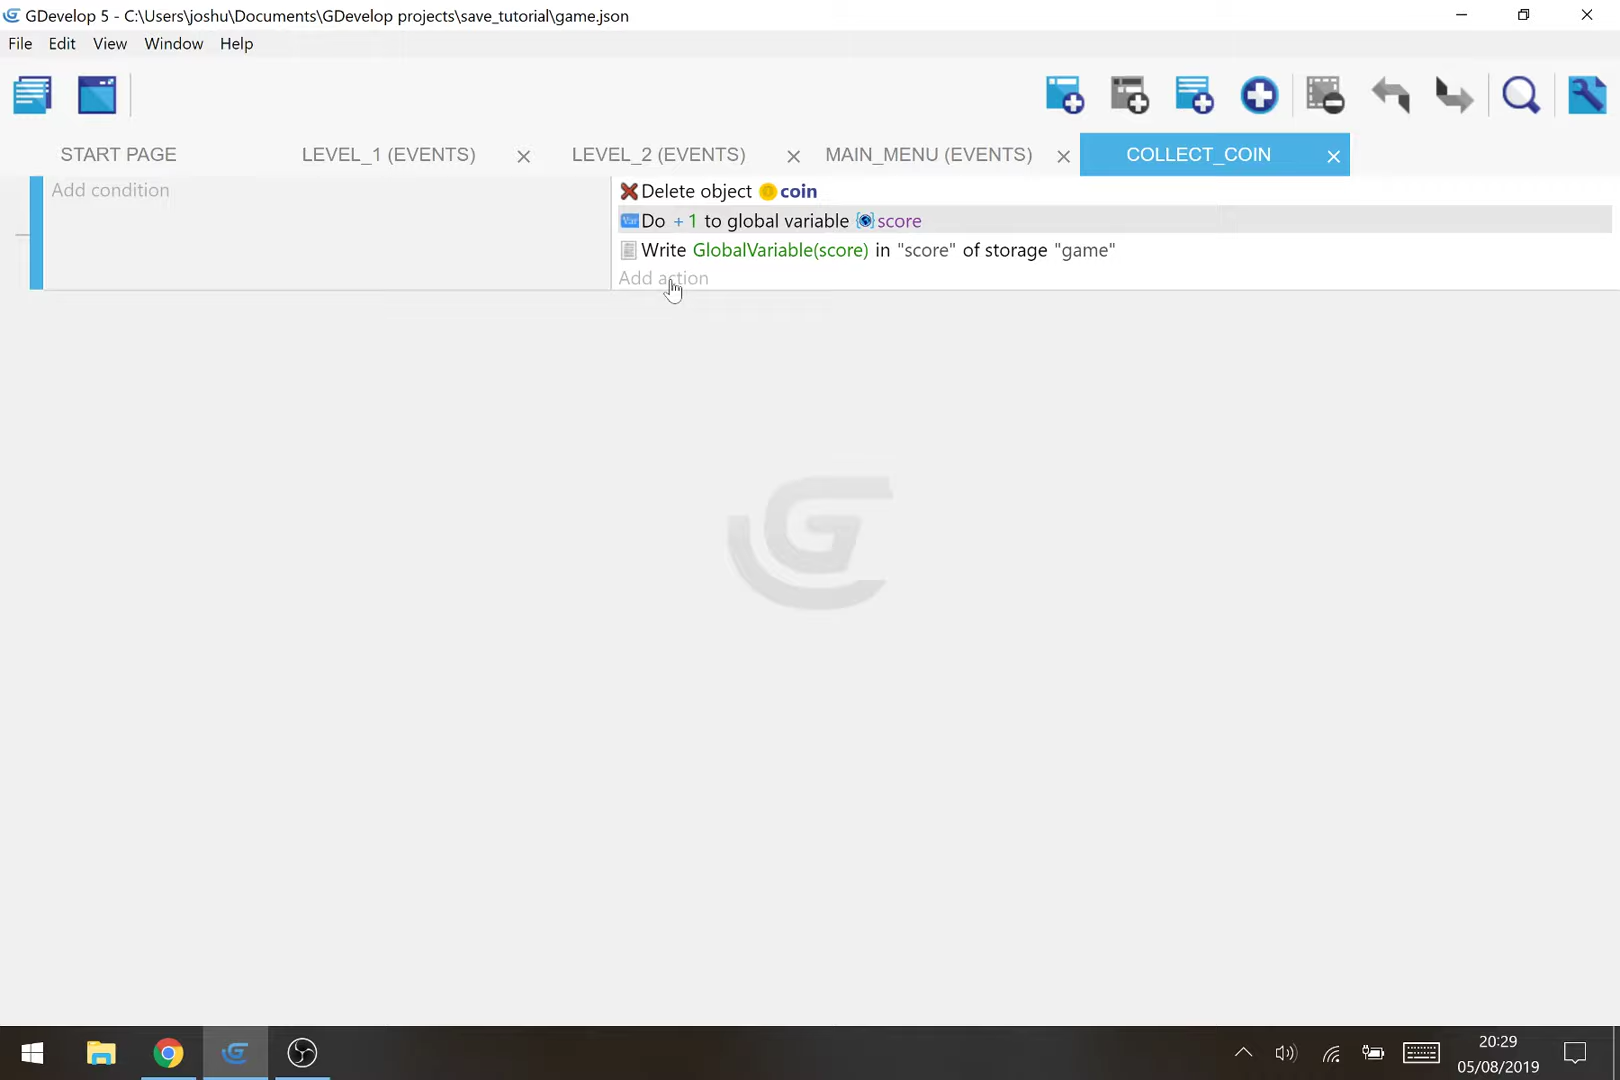 GDevelop 5 - C:\Users\joshu\Documents\GDevelop projects\save_tutorial\game.json
File Edit View Window Help
START PAGE LEVEL_1 (EVENTS) LEVEL_2 (EVENTS) MAIN_MENU (EVENTS) COLLECT_COIN
Add condition
Delete object coin
Var Do + 1 to global variable score
Write GlobalVariable(score) in "score" of storage "game"
Add action
20:29
05/08/2019